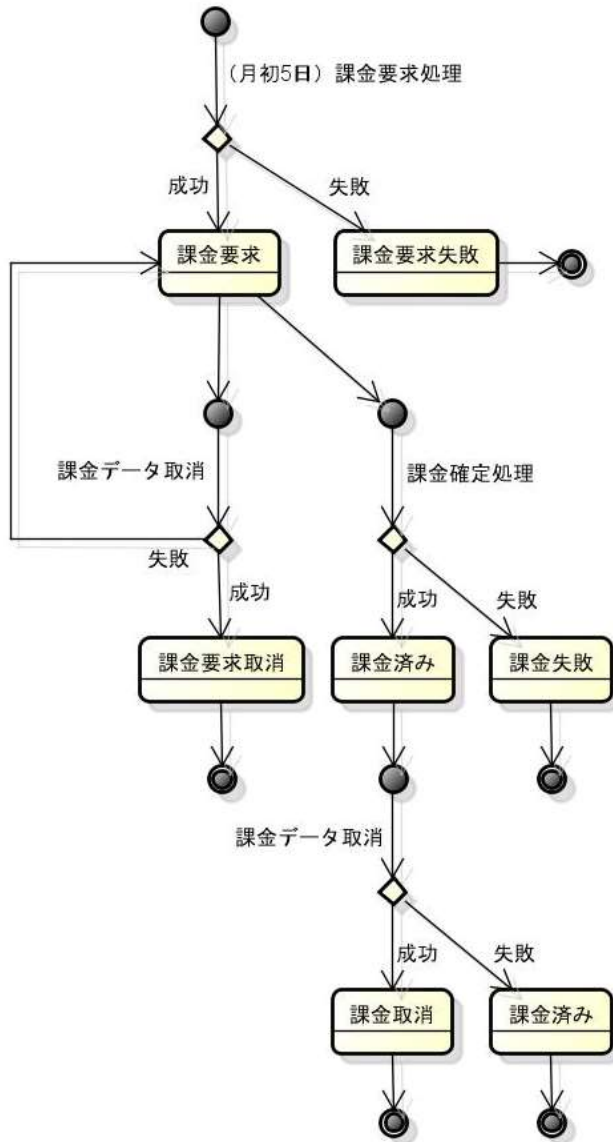 （月初5日）課金要求処理
成功
失敗
課金要求
課金要求失敗
課金データ取消
課金確定処理
失敗
成功
成功
失敗
課金要求取消
課金済み
課金失敗
課金データ取消
成功
失敗
課金取消
課金済み